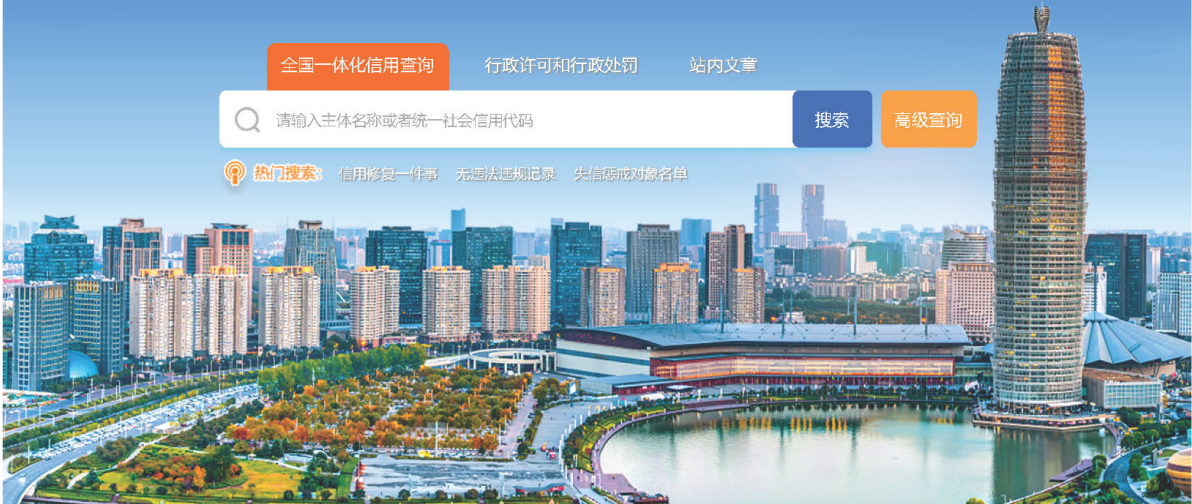 全国一体化信用查询 行政许可和行政处罚 站内文章
请输入主体名称或者统一社会信用代码 搜索 高级查询
热门搜索: 信用修复一件事 无违法违规记录 失信惩戒对象名单